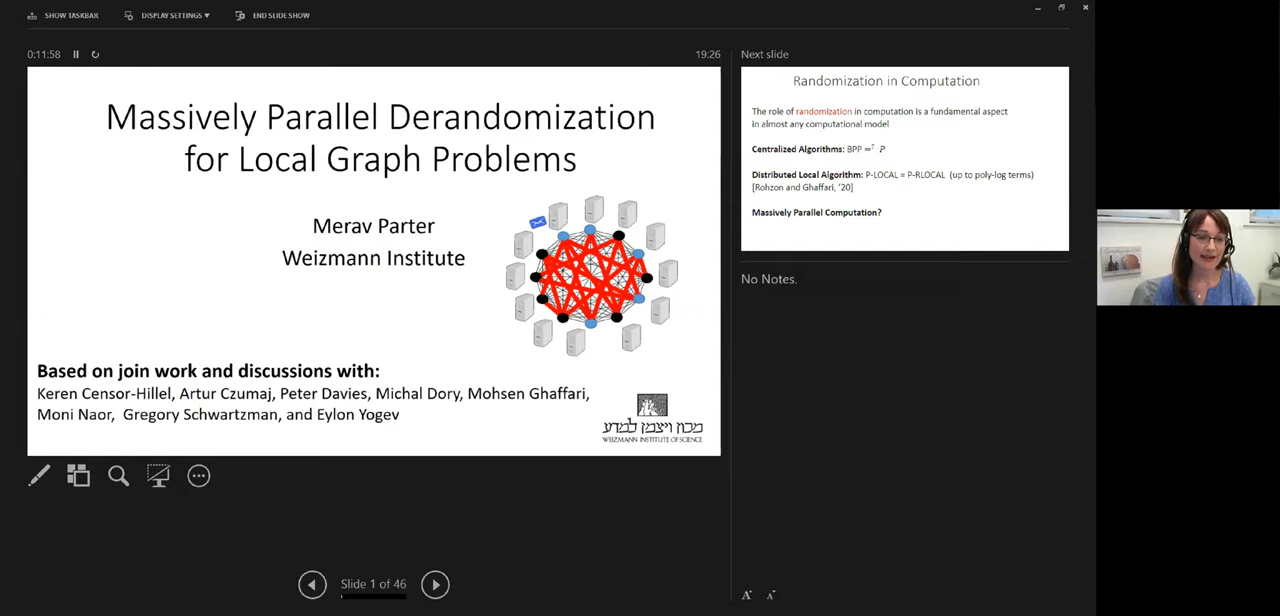 SHOW TASKBAR
DISPLAY SETTINGS ▾
END SLIDE SHOW
0:11:58
19:26
Massively Parallel Derandomization
for Local Graph Problems
Merav Parter
Weizmann Institute
Based on join work and discussions with:
Keren Censor-Hillel, Artur Czumaj, Peter Davies, Michal Dory, Mohsen Ghaffari,
Moni Naor, Gregory Schwartzman, and Eylon Yogev
מכון ויצמן למדע
WEIZMANN INSTITUTE OF SCIENCE
Slide 1 of 46
Next slide
Randomization in Computation
The role of randomization in computation is a fundamental aspect
in almost any computational model
Centralized Algorithms: BPP =? P
Distributed Local Algorithm: P-LOCAL = P-RLOCAL (up to poly-log terms)
[Rohzon and Ghaffari, '20]
Massively Parallel Computation?
No Notes.
A A